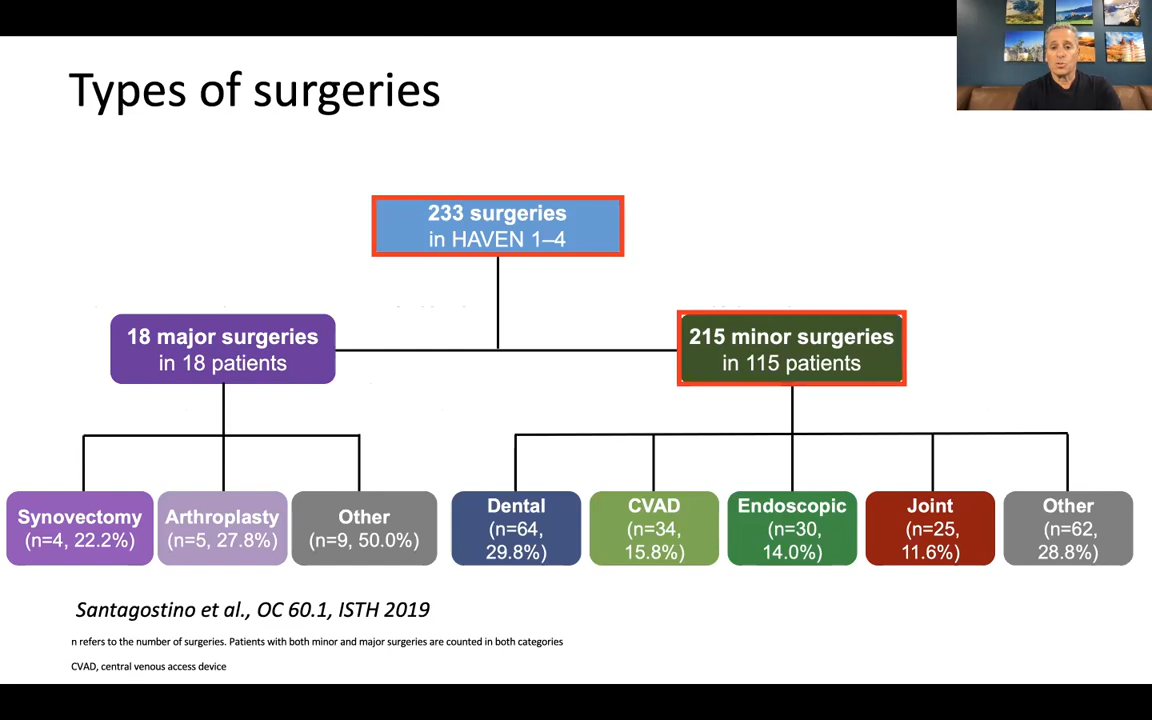 Types of surgeries
233 surgeries
in HAVEN 1–4
18 major surgeries
in 18 patients
215 minor surgeries
in 115 patients
Synovectomy
(n=4, 22.2%)
Arthroplasty
(n=5, 27.8%)
Other
(n=9, 50.0%)
Dental
(n=64,
29.8%)
CVAD
(n=34,
15.8%)
Endoscopic
(n=30,
14.0%)
Joint
(n=25,
11.6%)
Other
(n=62,
28.8%)
Santagostino et al., OC 60.1, ISTH 2019
n refers to the number of surgeries. Patients with both minor and major surgeries are counted in both categories
CVAD, central venous access device